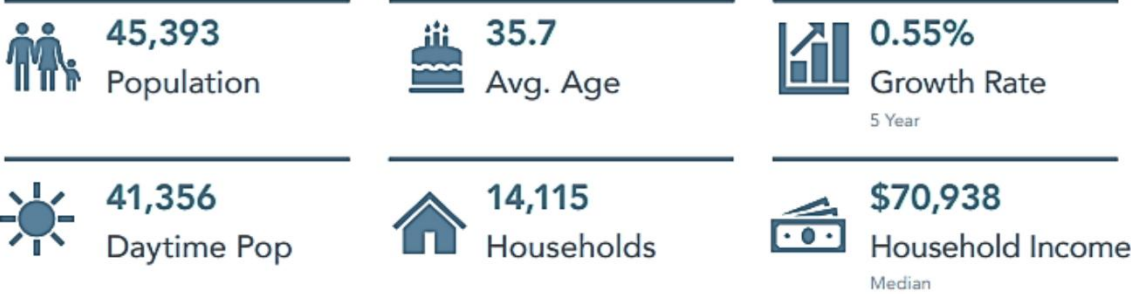 45,393
Population
35.7
Avg. Age
0.55%
Growth Rate
5 Year
41,356
Daytime Pop
14,115
Households
$70,938
Household Income
Median